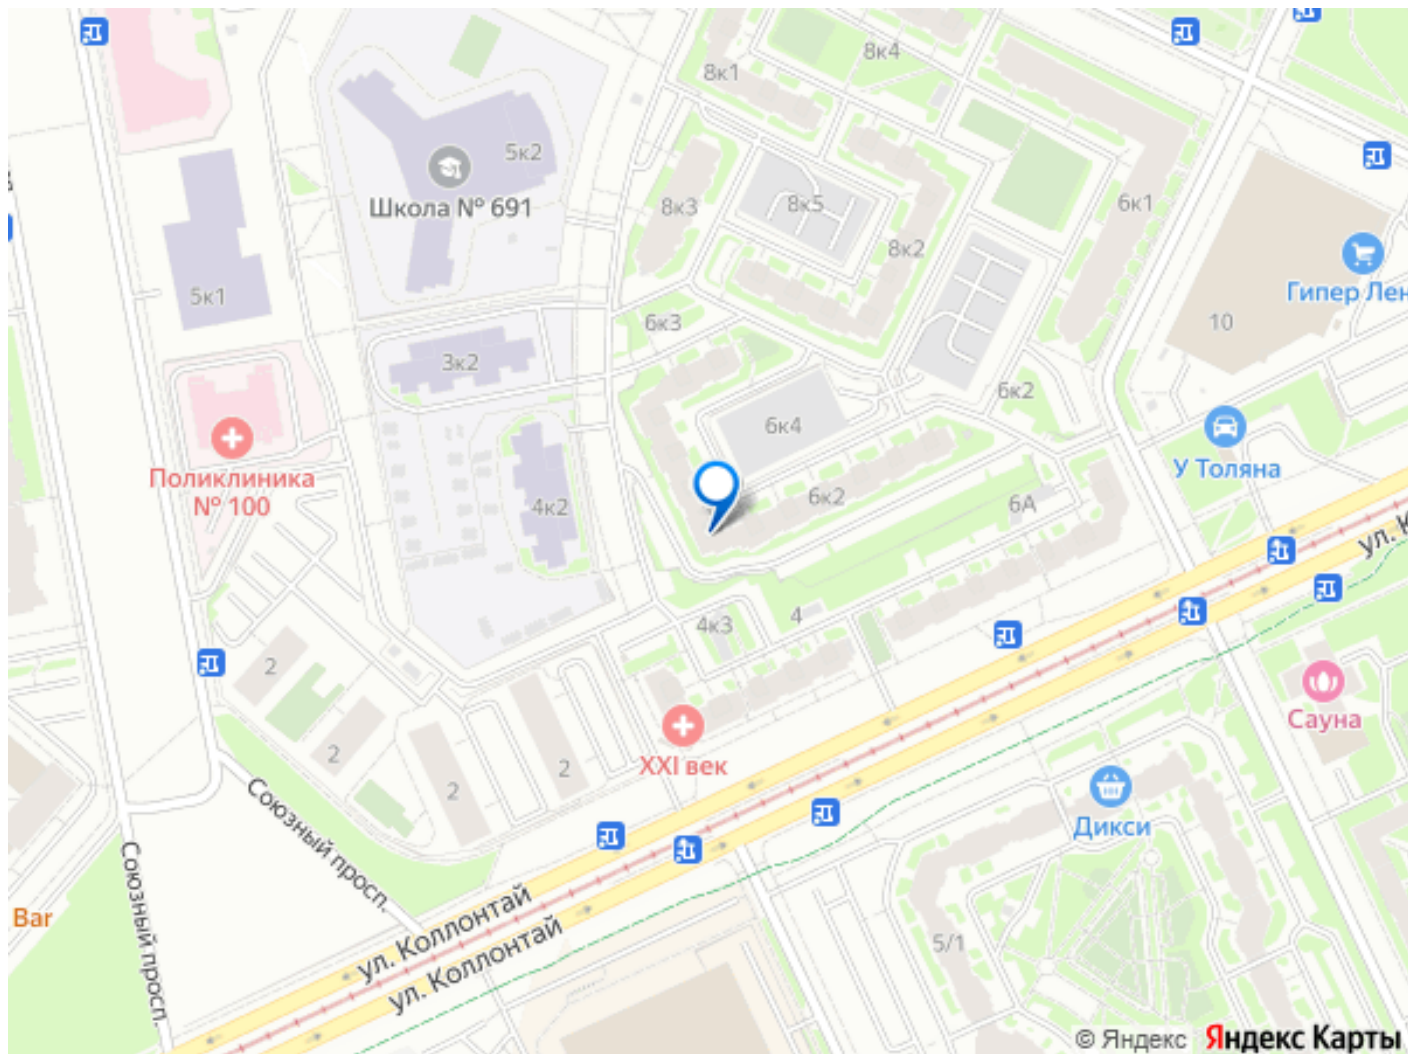 8к4
8к1
5к2
Школа № 691
8к3
8к5
6к1
8к2
5к1
Гипер Лен
10
6к3
3к2
6к2
6к4
Поликлиника
№ 100
У Толяна
4к2
6к2
6А
ул. К
4к3
4
2
Сауна
2
XXI век
2
2
Дикси
Союзный просп.
Союзный просп.
Bar
ул. Коллонтай
ул. Коллонтай
5/1
© Яндекс Яндекс Карты